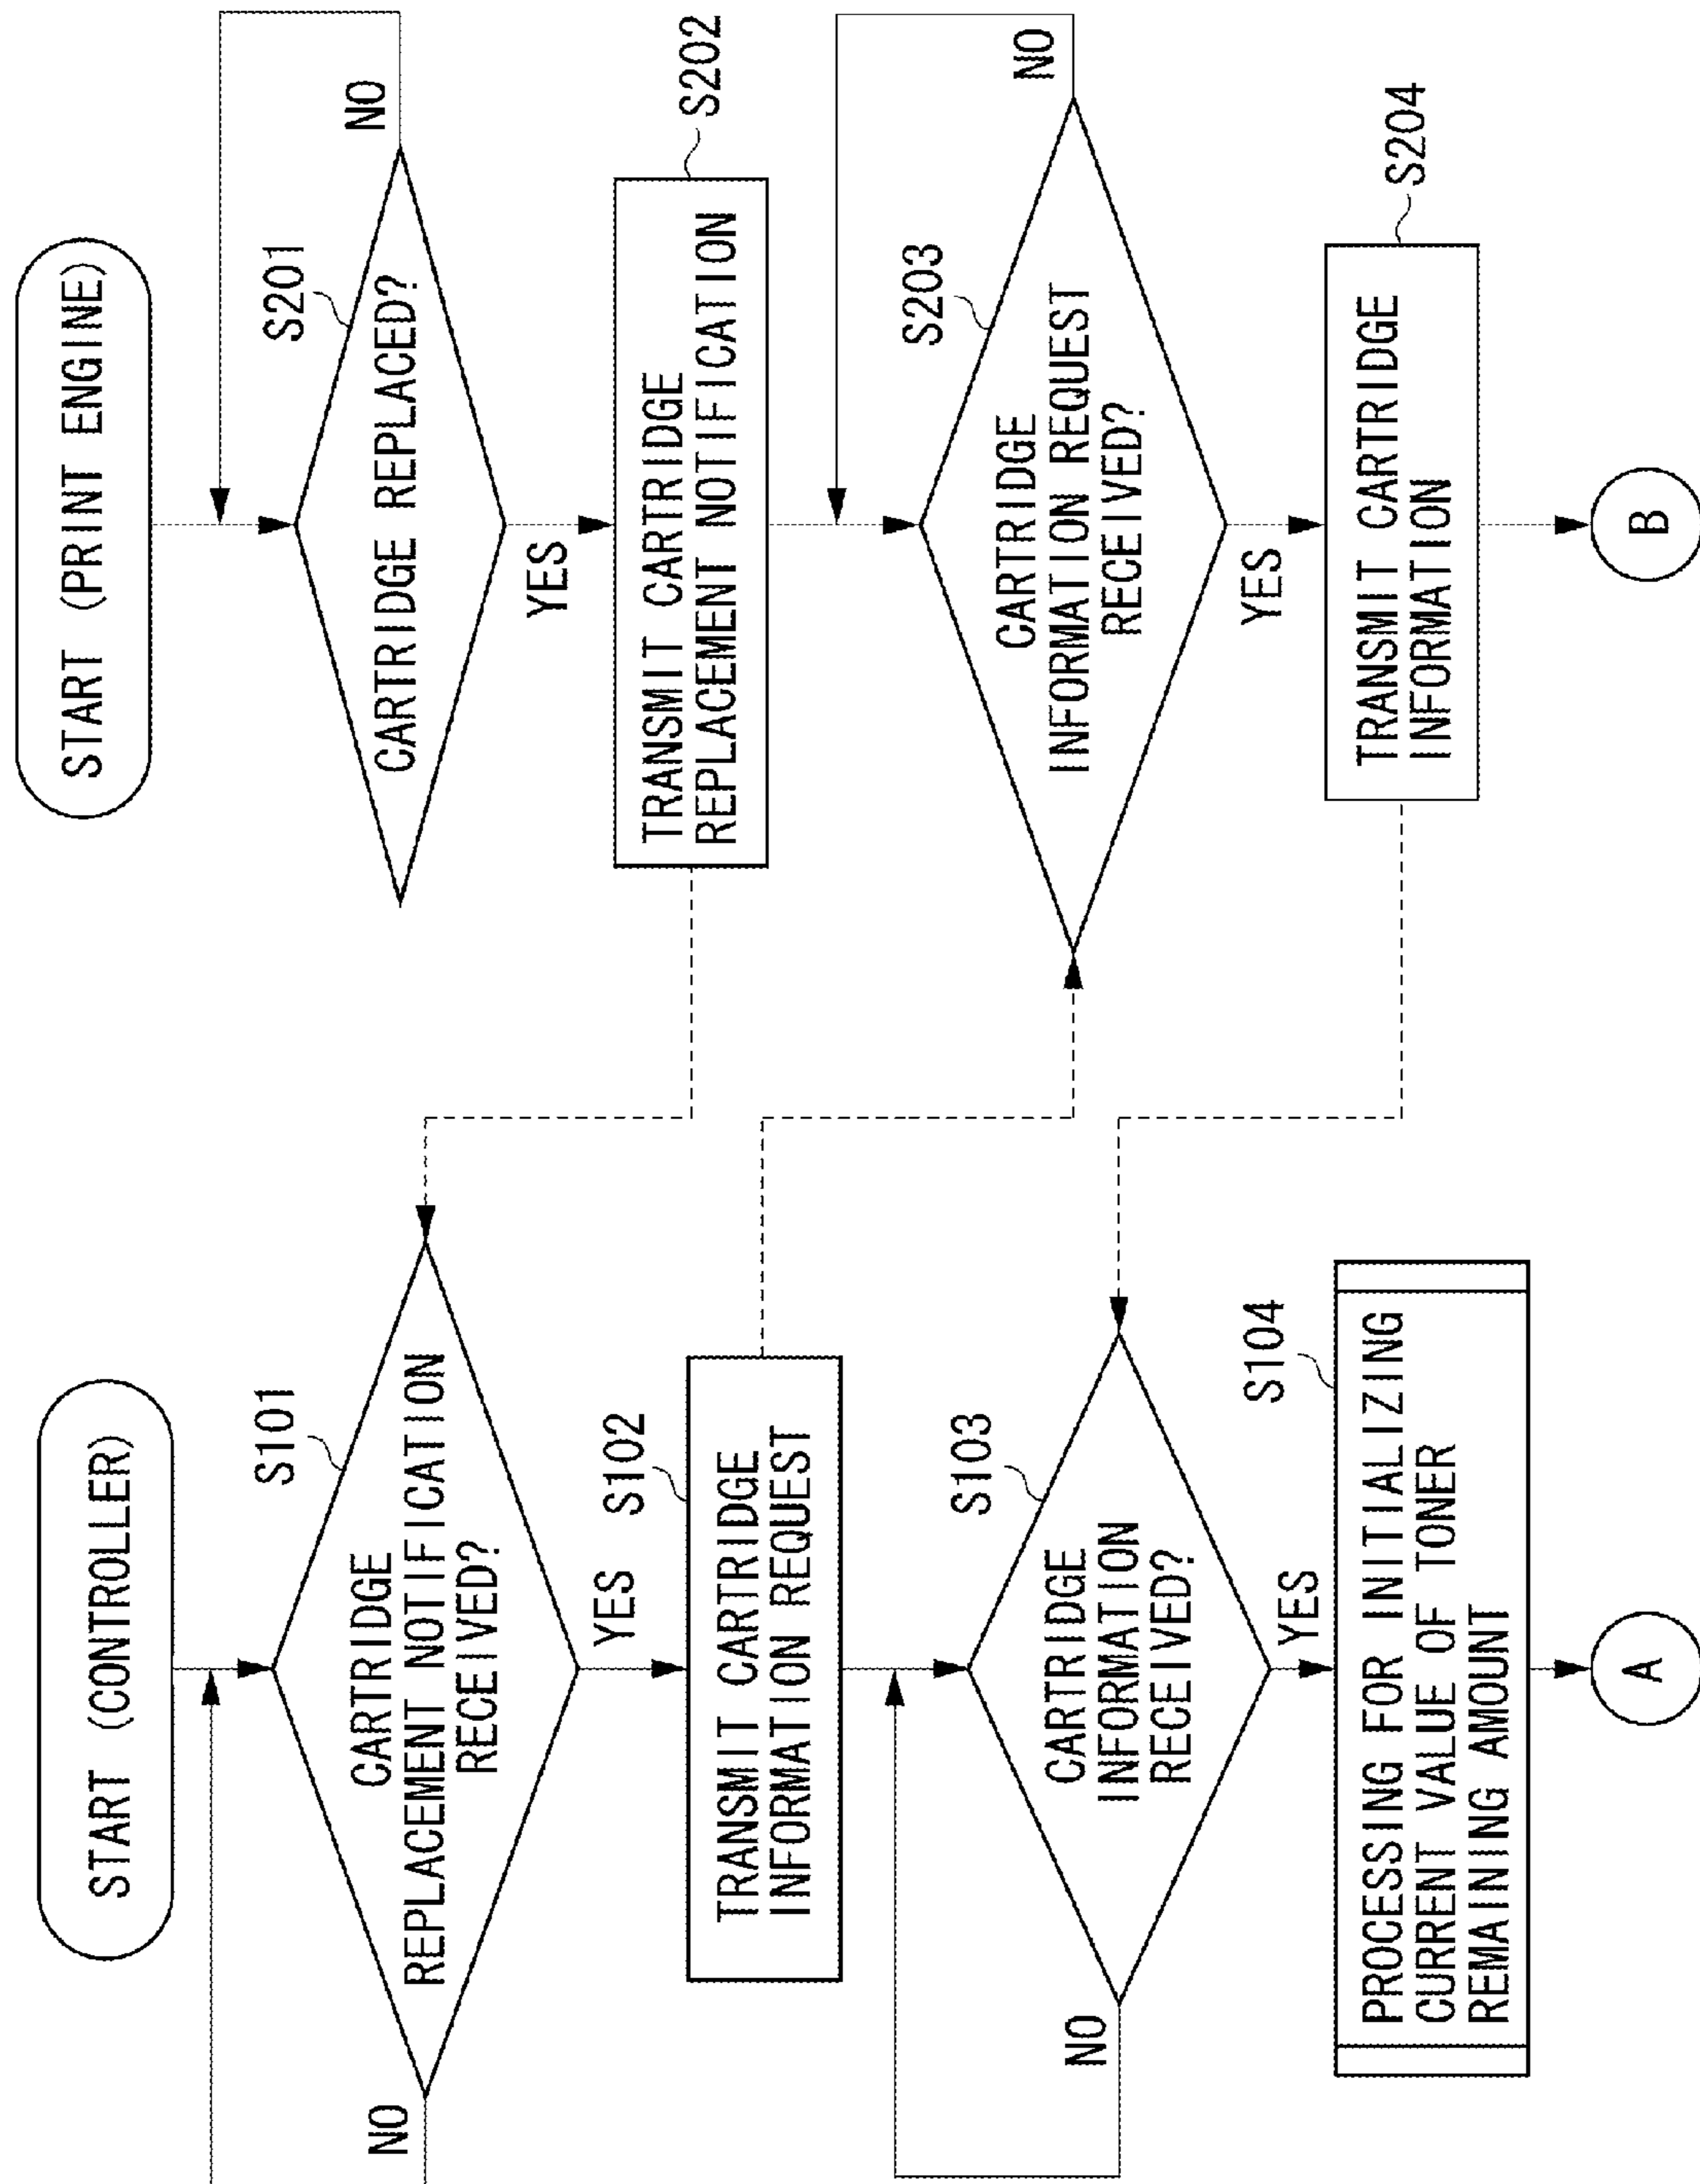 START (CONTROLLER)
S101
CARTRIDGE
REPLACEMENT NOTIFICATION
RECEIVED?
NO
YES
S102
TRANSMIT CARTRIDGE
INFORMATION REQUEST
S103
CARTRIDGE
INFORMATION
RECEIVED?
NO
YES
S104
PROCESSING FOR INITIALIZING
CURRENT VALUE OF TONER
REMAINING AMOUNT
A
START (PRINT ENGINE)
S201
CARTRIDGE REPLACED?
NO
YES
S202
TRANSMIT CARTRIDGE
REPLACEMENT NOTIFICATION
S203
CARTRIDGE
INFORMATION REQUEST
RECEIVED?
NO
YES
S204
TRANSMIT CARTRIDGE
INFORMATION
B